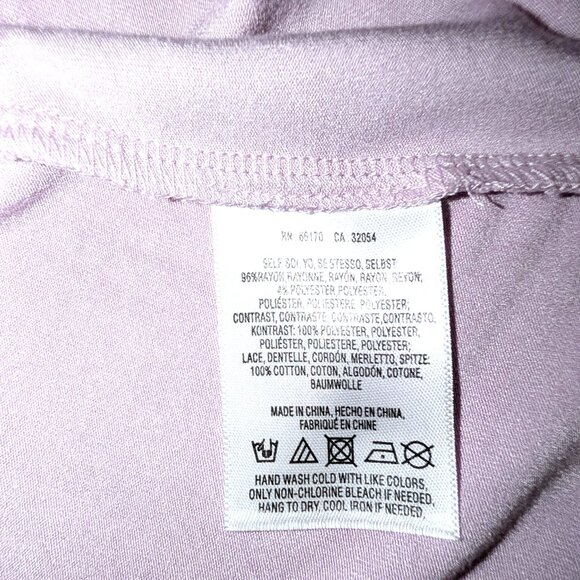 RN 66170 CA 32054
SELF, SOI, YO, SE STESSO, SELBST
96% RAYON, RAYONNE, RAYÓN, RAYON, REYON;
4% POLYESTER, POLYESTER,
POLIÉSTER, POLIESTERE, POLYESTER;
CONTRAST, CONTRASTE, CONTRASTE, CONTRASTO,
KONTRAST: 100% POLYESTER, POLYESTER,
POLIÉSTER, POLIESTERE, POLYESTER;
LACE, DENTELLE, CORDÓN, MERLETTO, SPITZE:
100% COTTON, COTON, ALGODÓN, COTONE,
BAUMWOLLE
MADE IN CHINA, HECHO EN CHINA,
FABRIQUÉ EN CHINE
HAND WASH COLD WITH LIKE COLORS,
ONLY NON-CHLORINE BLEACH IF NEEDED,
HANG TO DRY, COOL IRON IF NEEDED.